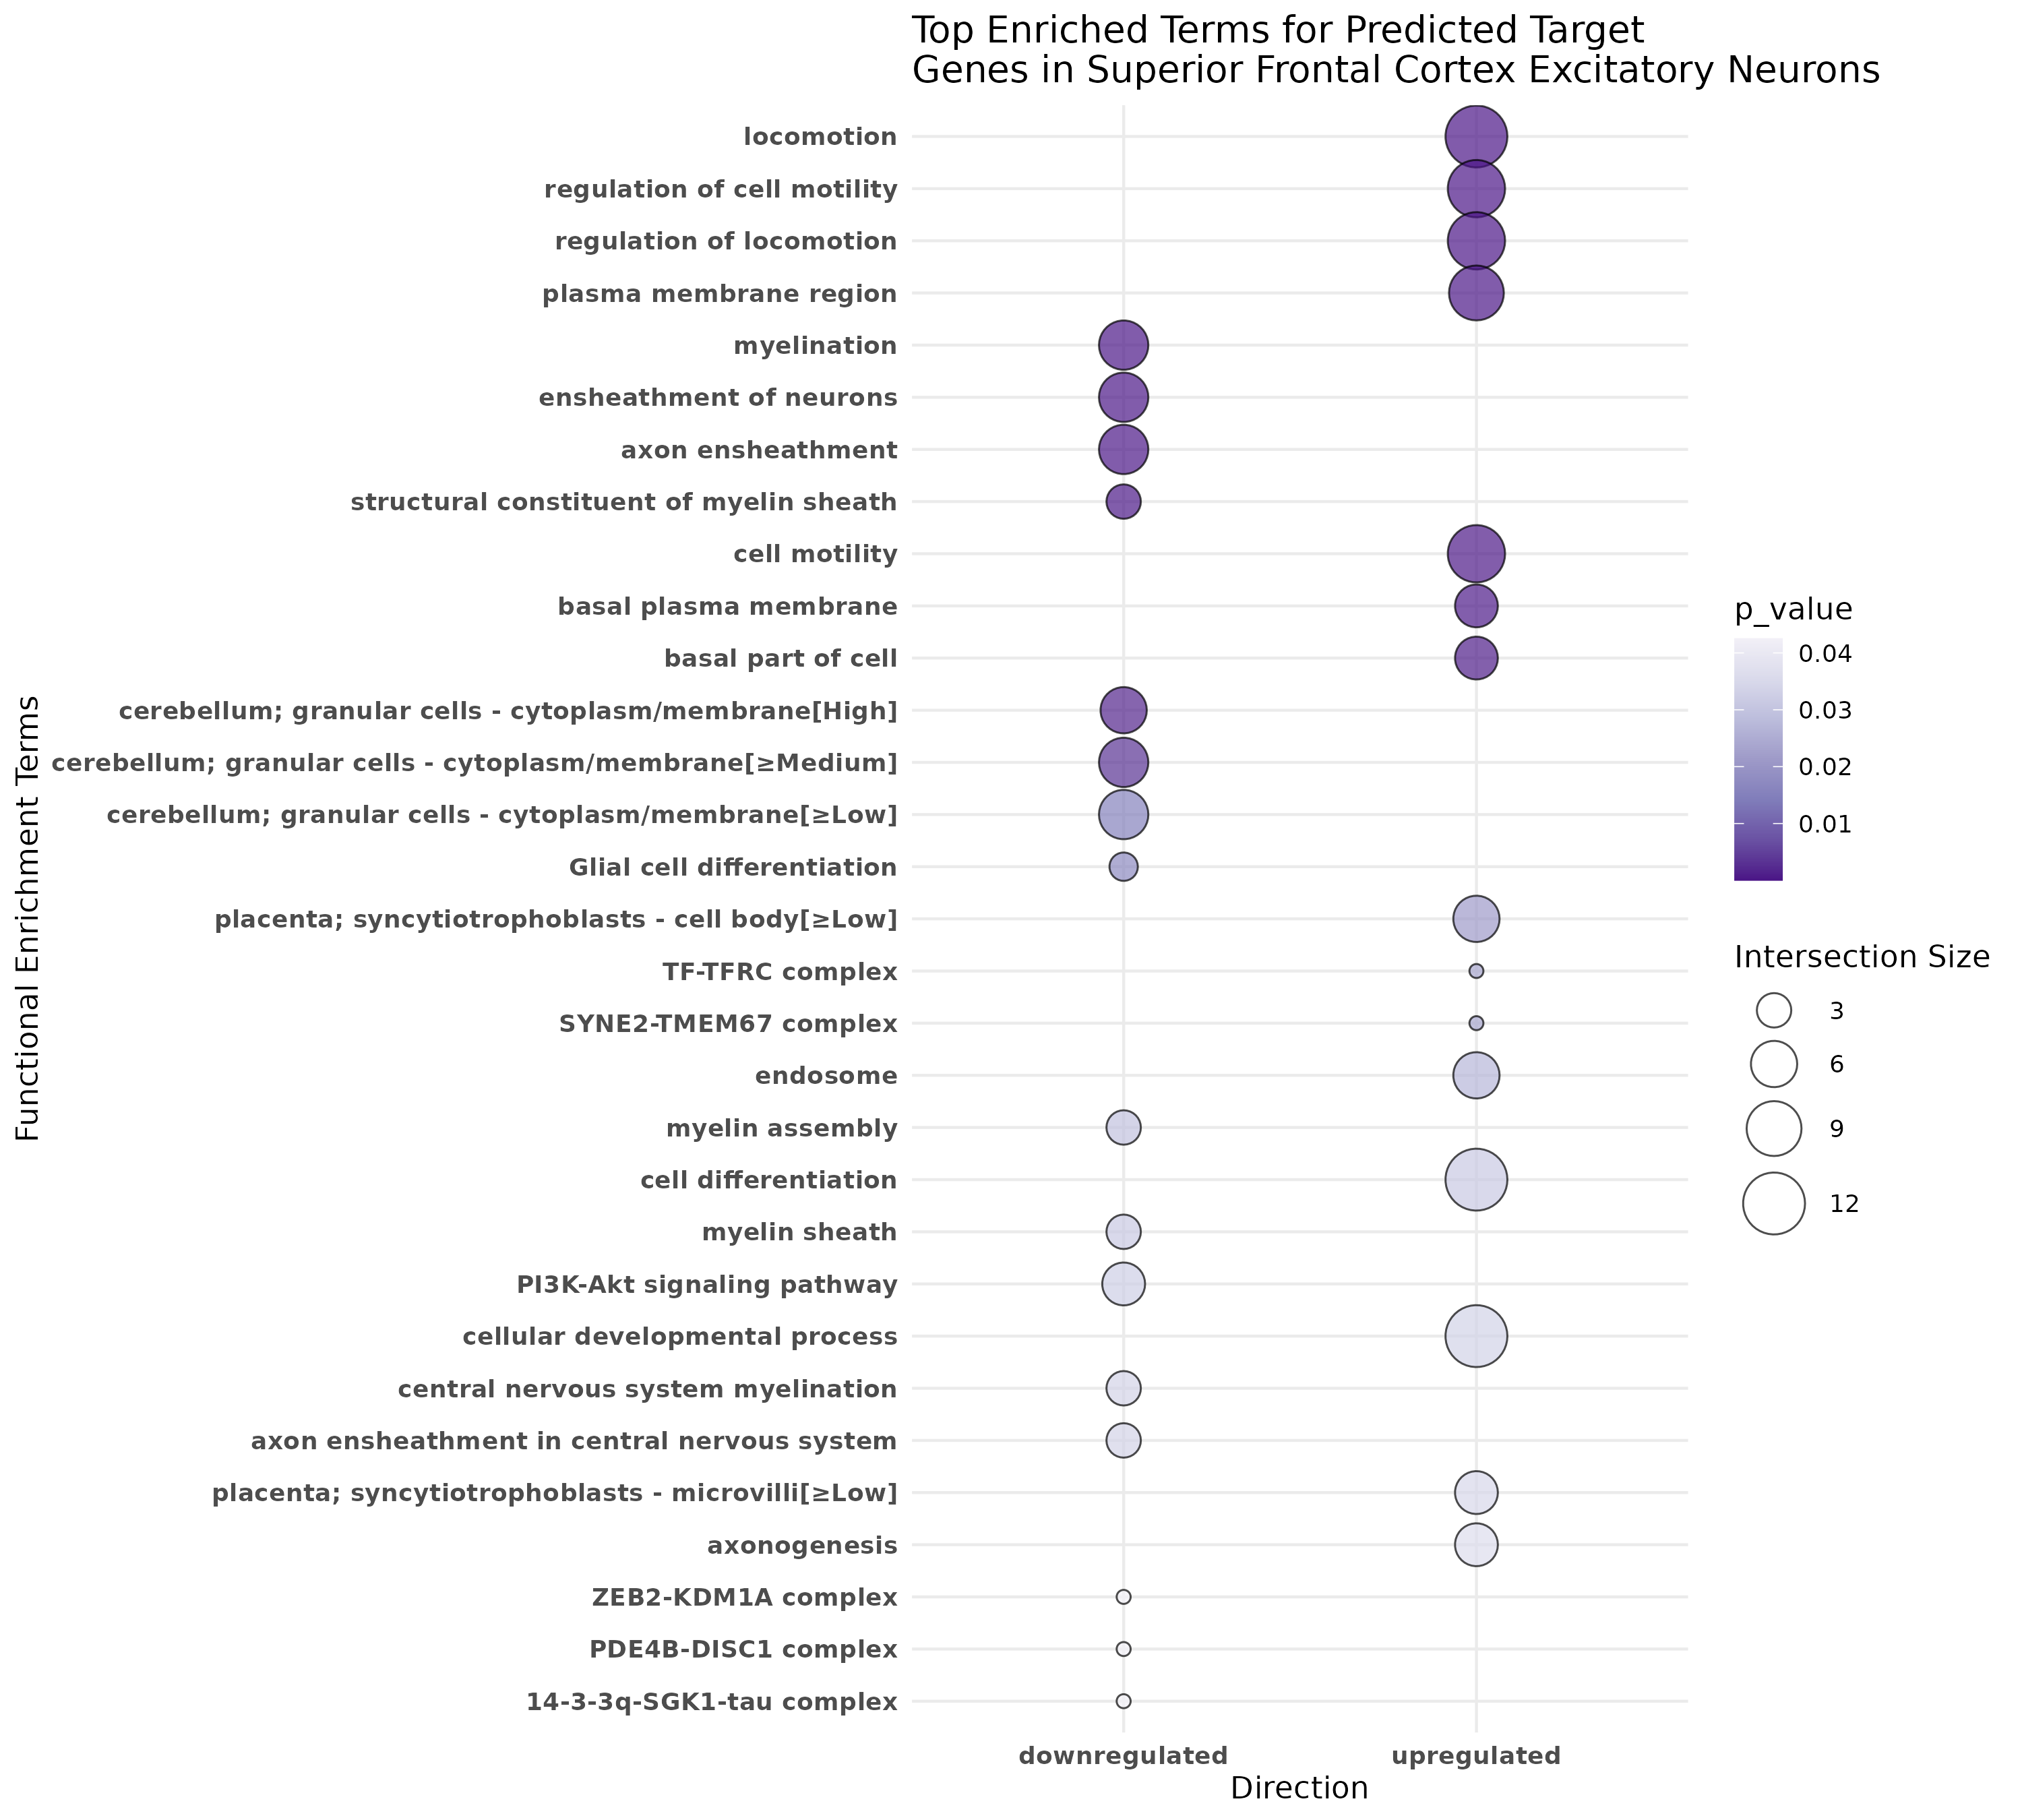 Top Enriched Terms for Predicted Target
Genes in Superior Frontal Cortex Excitatory Neurons
Functional Enrichment Terms
locomotion
regulation of cell motility
regulation of locomotion
plasma membrane region
myelination
ensheathment of neurons
axon ensheathment
structural constituent of myelin sheath
cell motility
basal plasma membrane
basal part of cell
cerebellum; granular cells - cytoplasm/membrane[High]
cerebellum; granular cells - cytoplasm/membrane[≥Medium]
cerebellum; granular cells - cytoplasm/membrane[≥Low]
Glial cell differentiation
placenta; syncytiotrophoblasts - cell body[≥Low]
TF-TFRC complex
SYNE2-TMEM67 complex
endosome
myelin assembly
cell differentiation
myelin sheath
PI3K-Akt signaling pathway
cellular developmental process
central nervous system myelination
axon ensheathment in central nervous system
placenta; syncytiotrophoblasts - microvilli[≥Low]
axonogenesis
ZEB2-KDM1A complex
PDE4B-DISC1 complex
14-3-3q-SGK1-tau complex
downregulated upregulated
Direction
p_value
0.04
0.03
0.02
0.01
Intersection Size
3
6
9
12